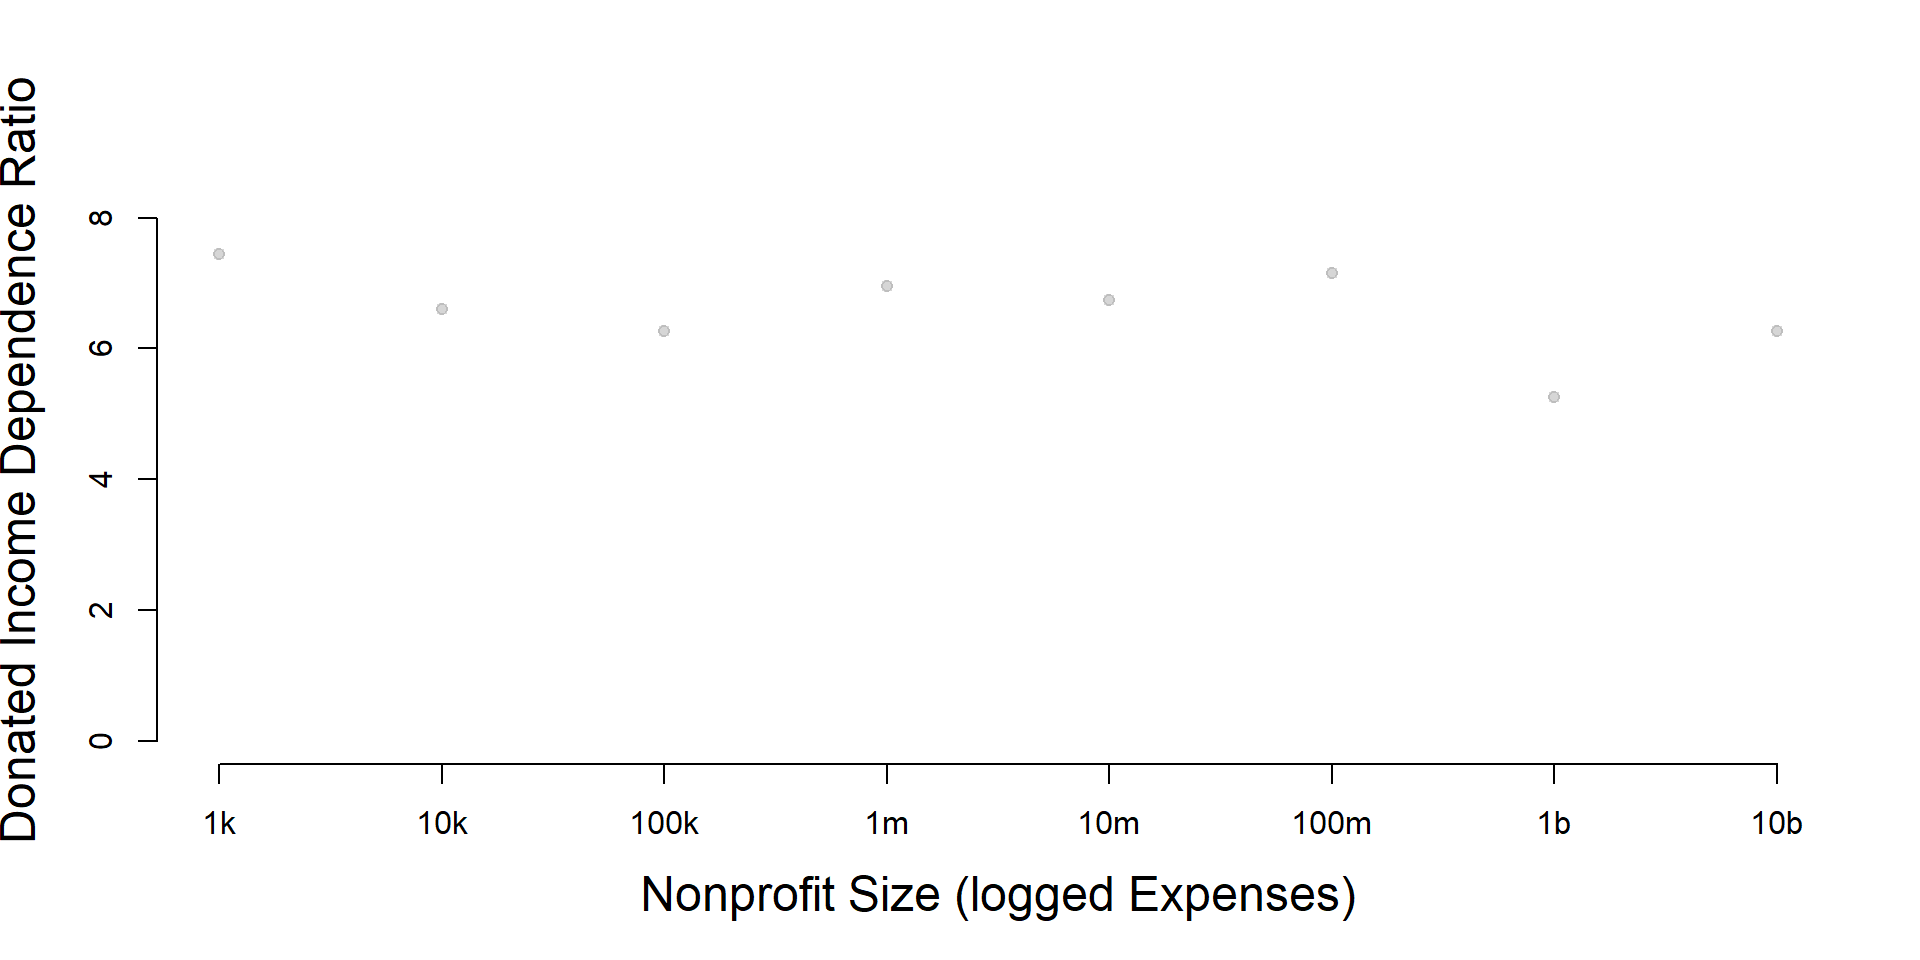 Donated Income Dependence Ratio
8
6
4
2
0
1k 10k 100k 1m 10m 100m 1b 10b
Nonprofit Size (logged Expenses)